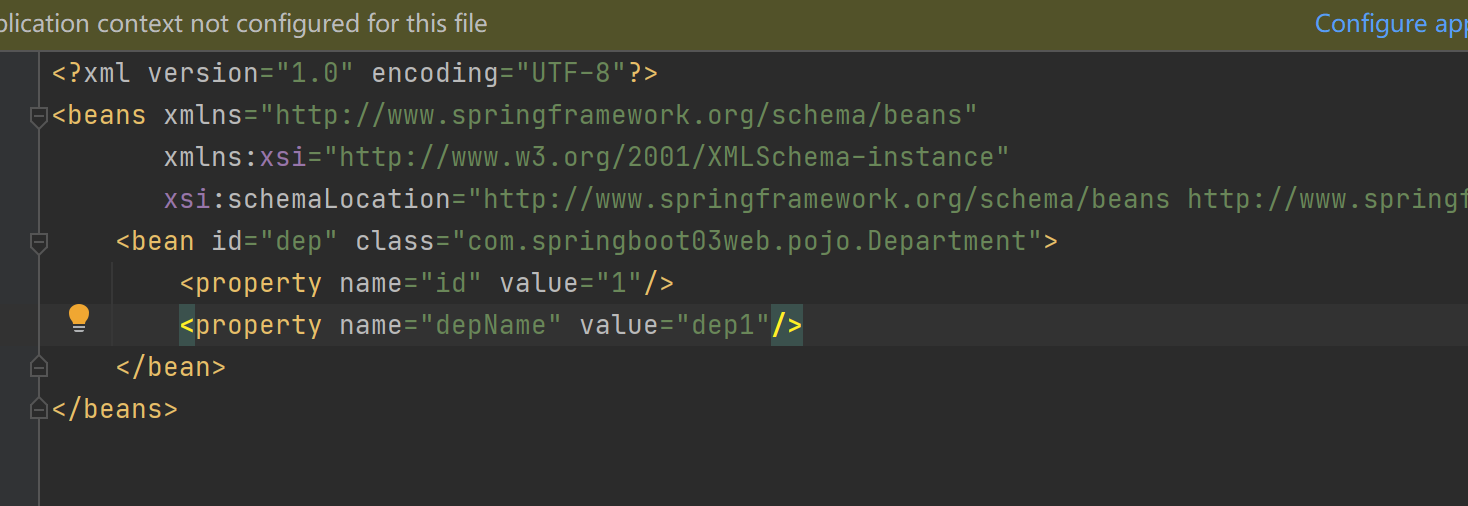 plication context not configured for this file
Configure app
<?xml version="1.0" encoding="UTF-8"?>
<beans xmlns="http://www.springframework.org/schema/beans"
xmlns:xsi="http://www.w3.org/2001/XMLSchema-instance"
xsi:schemaLocation="http://www.springframework.org/schema/beans http://www.springf
<bean id="dep" class="com.springboot03web.pojo.Department">
<property name="id" value="1"/>
<property name="depName" value="dep1"/>
</bean>
</beans>